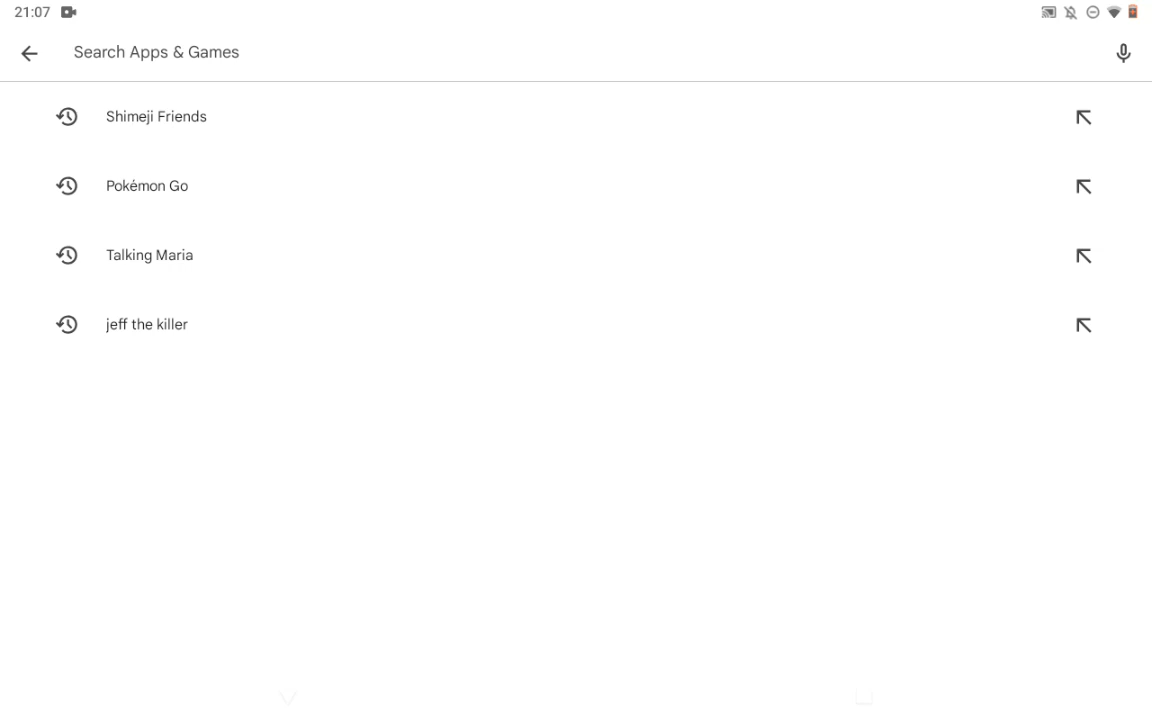 21:07
Search Apps & Games
Shimeji Friends
Pokémon Go
Talking Maria
jeff the killer